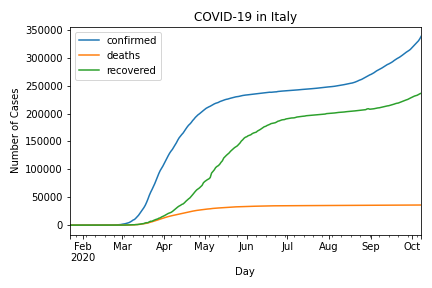 COVID-19 in Italy
350000
300000
250000
200000
150000
100000
50000
0
Number of Cases
confirmed
deaths
recovered
Feb Mar Apr May Jun Jul Aug Sep Oct
2020
Day